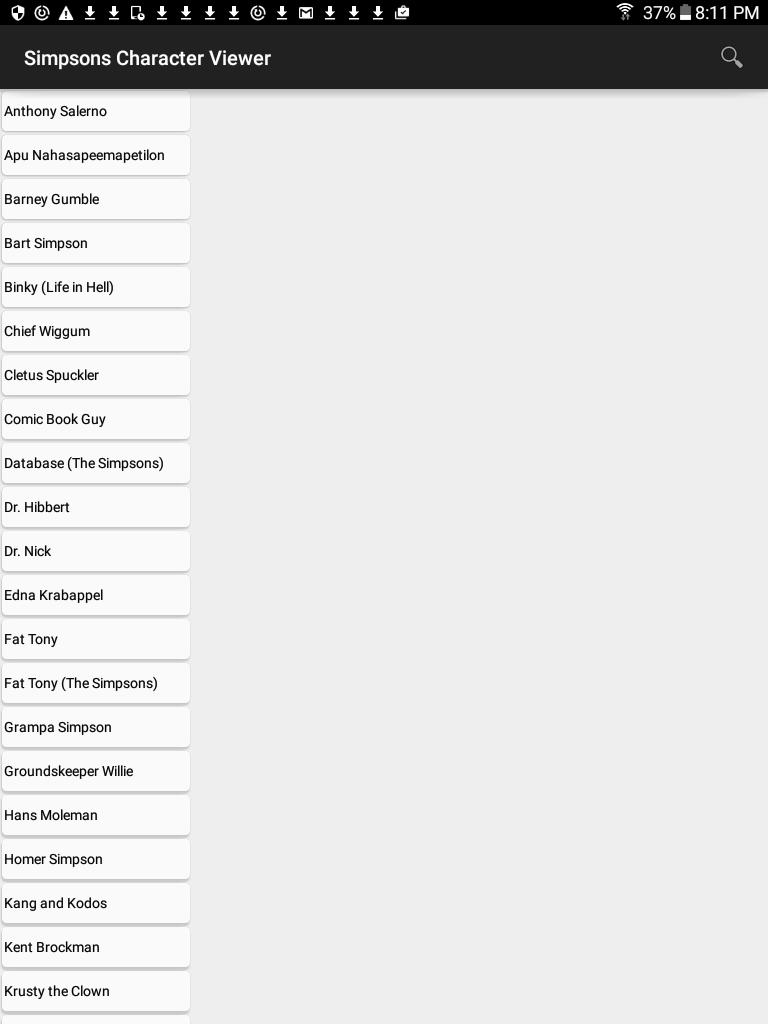 37% 8:11 PM
Simpsons Character Viewer
Anthony Salerno
Apu Nahasapeemapetilon
Barney Gumble
Bart Simpson
Binky (Life in Hell)
Chief Wiggum
Cletus Spuckler
Comic Book Guy
Database (The Simpsons)
Dr. Hibbert
Dr. Nick
Edna Krabappel
Fat Tony
Fat Tony (The Simpsons)
Grampa Simpson
Groundskeeper Willie
Hans Moleman
Homer Simpson
Kang and Kodos
Kent Brockman
Krusty the Clown